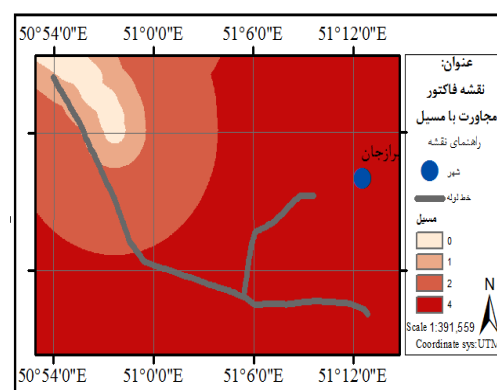 50°54'0"E 51°0'0"E 51°6'0"E 51°12'0"E
برازجان
عنوان:
نقشه فاکتور
مجاورت با مسیل
راهنمای نقشه
شهر
خط لوله
مسیل
0
1
2
4
N
Scale 1:391,559
Coordinate sys:UTM
50°54'0"E 51°0'0"E 51°6'0"E 51°12'0"E